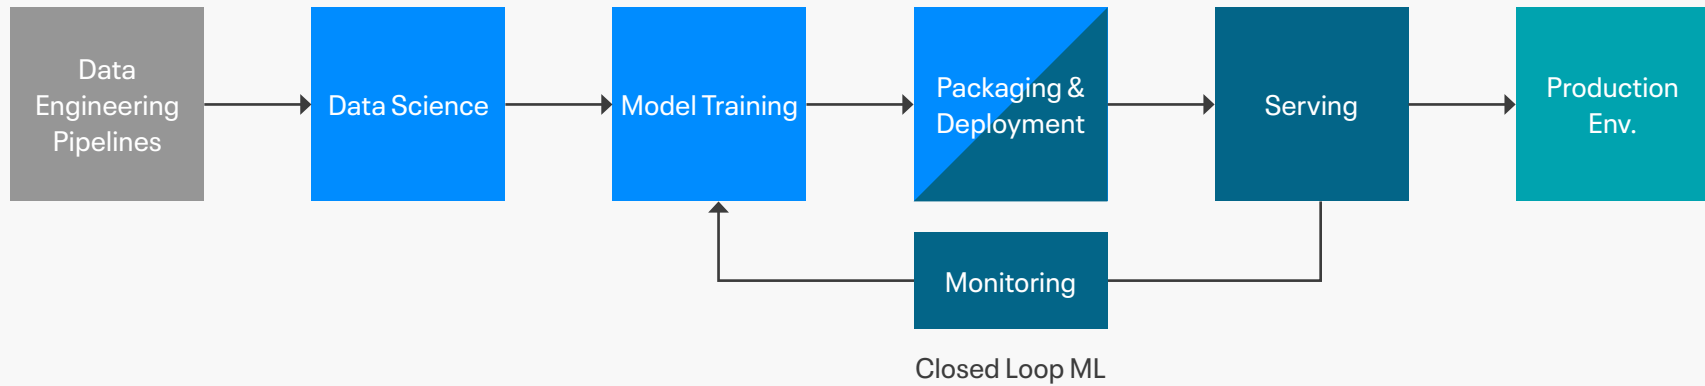 Data
Engineering
Pipelines
Data Science
Model Training
Packaging &
Deployment
Serving
Production
Env.
Monitoring
Closed Loop ML